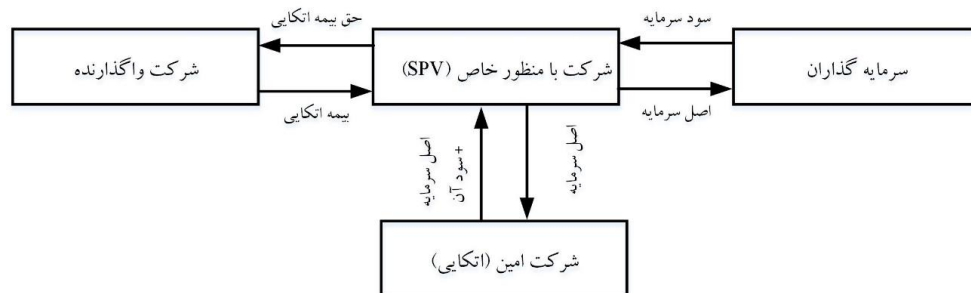 حق بیمه اتکایی
سود سرمایه
شرکت واگذارنده
شرکت با منظور خاص (SPV)
سرمایه گذاران
بیمه اتکایی
اصل سرمایه
اصل سرمایه
+ سود آن
اصل سرمایه
شرکت امین (اتکایی)